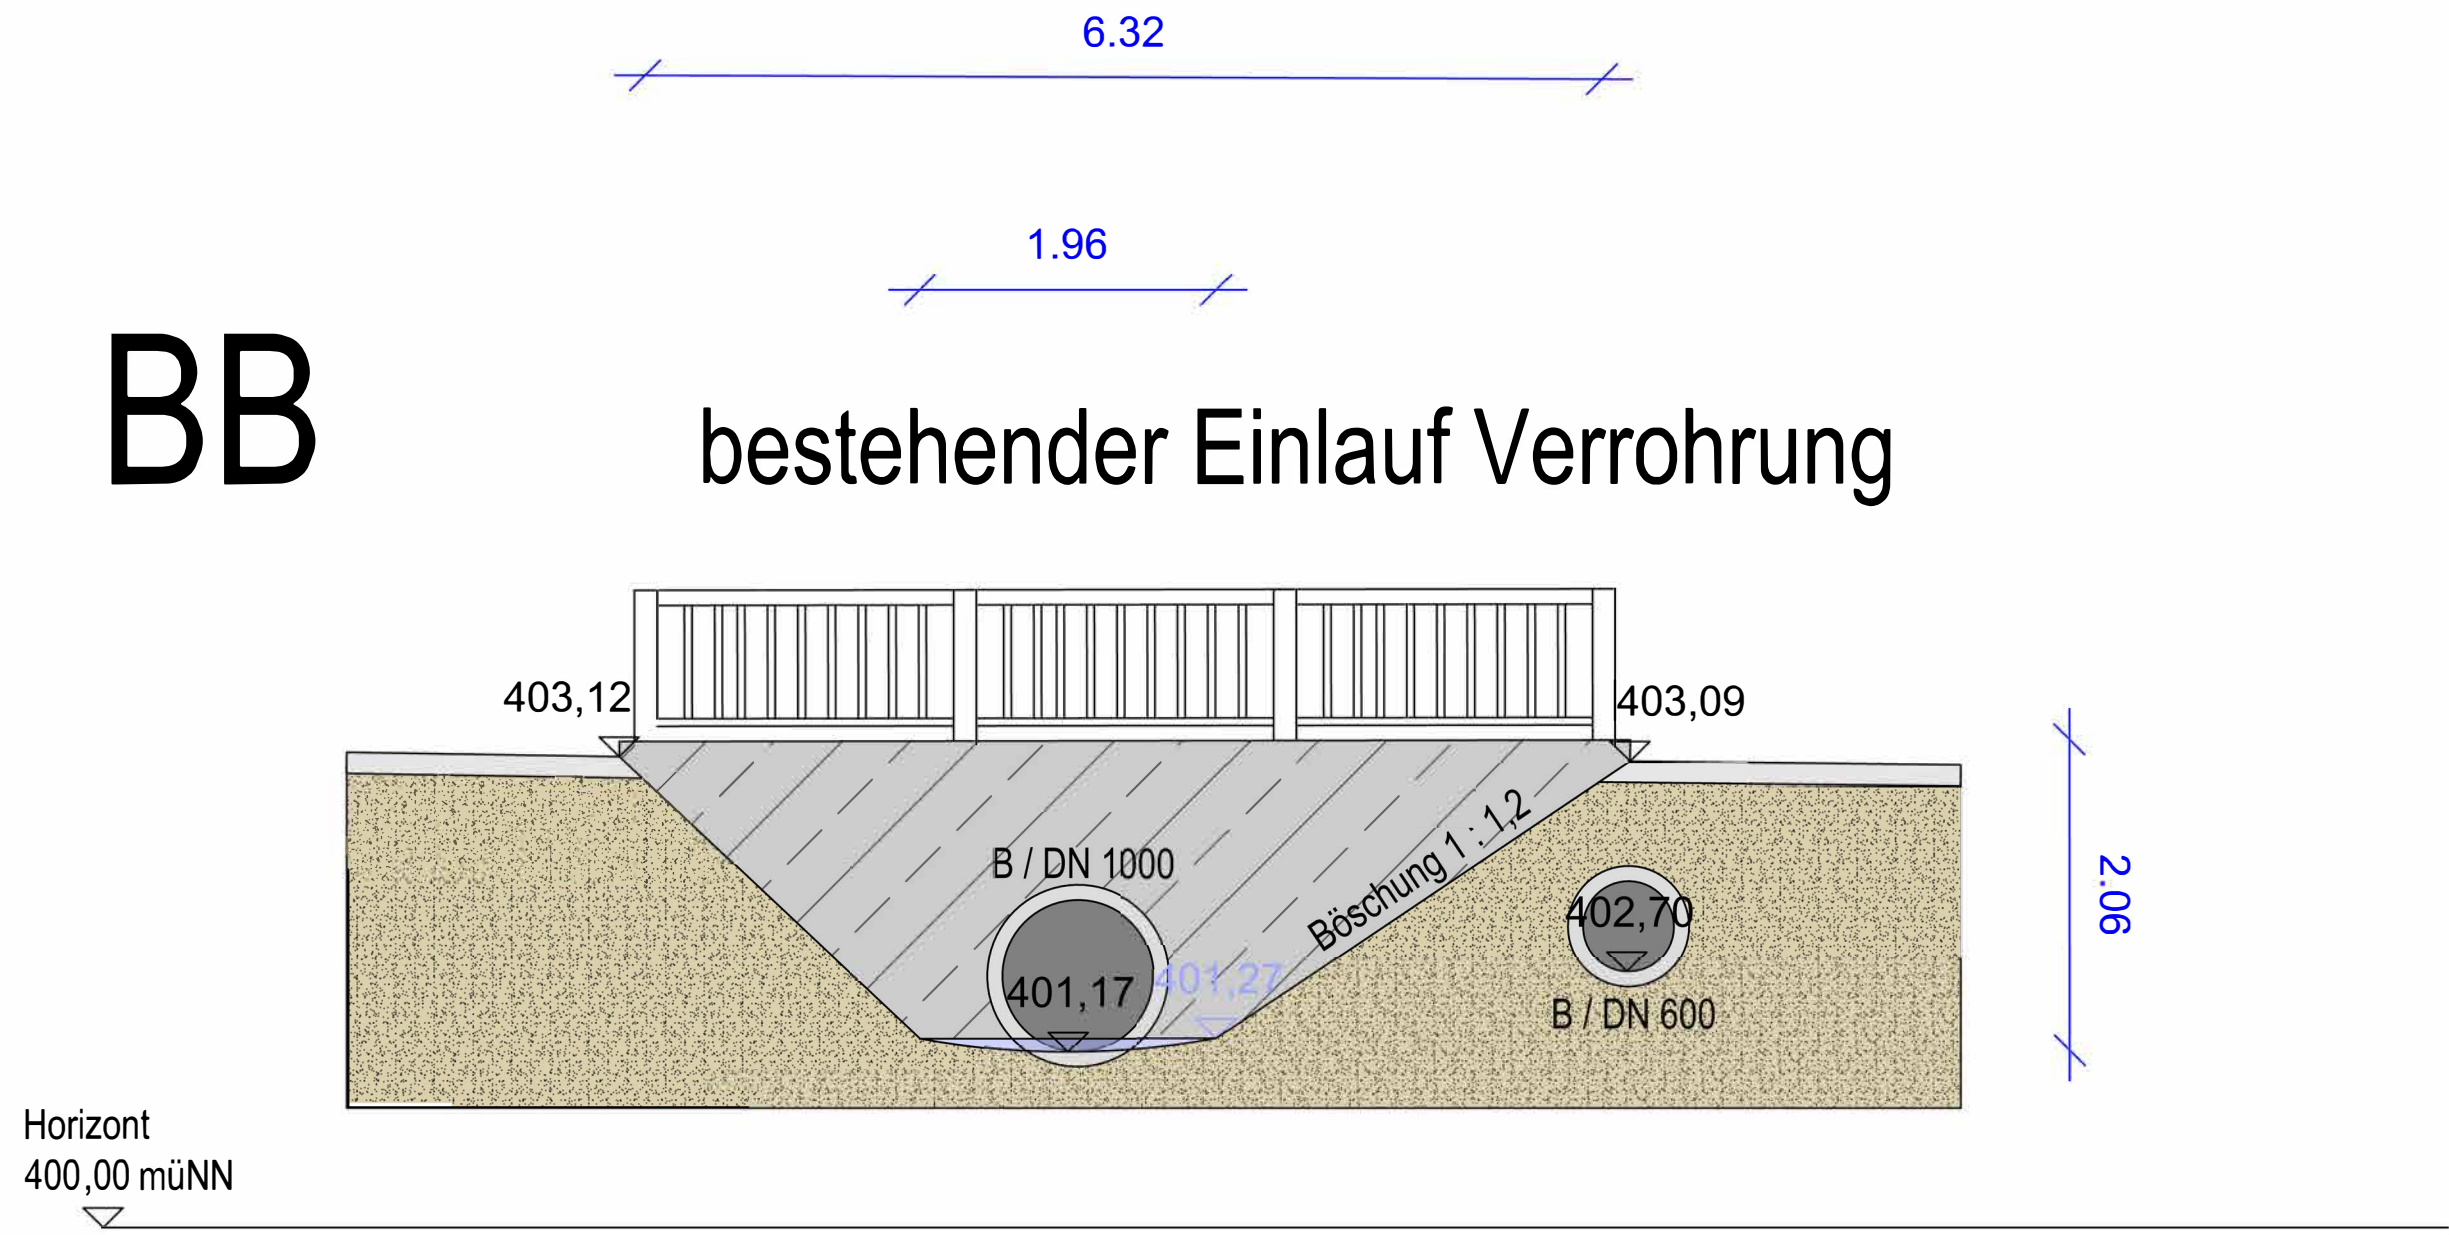 6.32
1.96
BB
bestehender Einlauf Verrohrung
403,12
403,09
B / DN 1000
Böschung 1 : 1,2
2.06
402,70
401,17
401,27
B / DN 600
Horizont
400,00 müNN